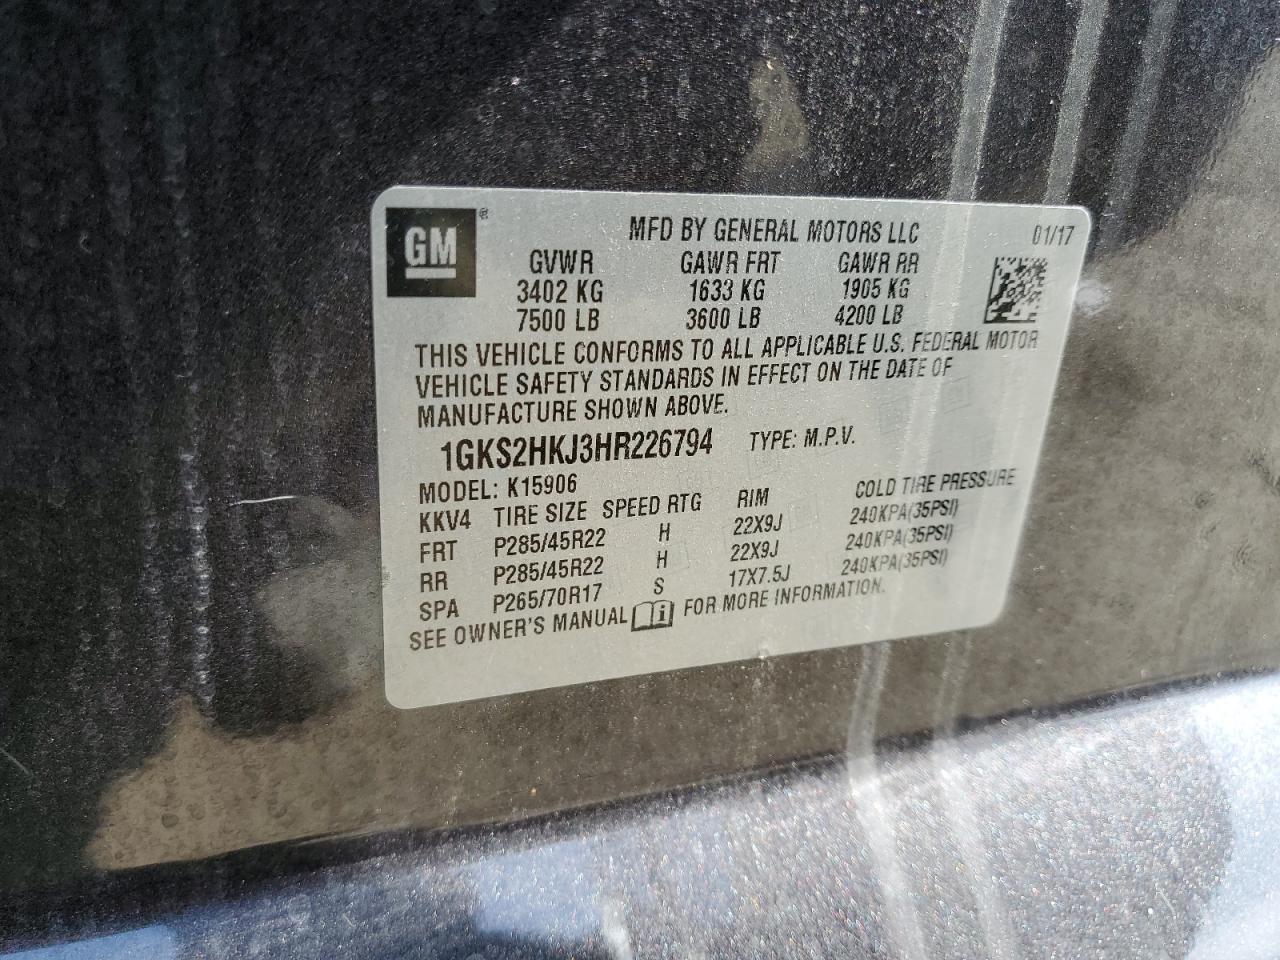 GM ®
MFD BY GENERAL MOTORS LLC 01/17
GVWR GAWR FRT GAWR RR
3402 KG 1633 KG 1905 KG
7500 LB 3600 LB 4200 LB
THIS VEHICLE CONFORMS TO ALL APPLICABLE U.S. FEDERAL MOTOR
VEHICLE SAFETY STANDARDS IN EFFECT ON THE DATE OF
MANUFACTURE SHOWN ABOVE.
1GKS2HKJ3HR226794 TYPE: M.P.V.
MODEL: K15906
KKV4 TIRE SIZE SPEED RTG RIM COLD TIRE PRESSURE
FRT P285/45R22 H 22X9J 240KPA(35PSI)
RR P285/45R22 H 22X9J 240KPA(35PSI)
SPA P265/70R17 S 17X7.5J 240KPA(35PSI)
SEE OWNER'S MANUAL i FOR MORE INFORMATION.